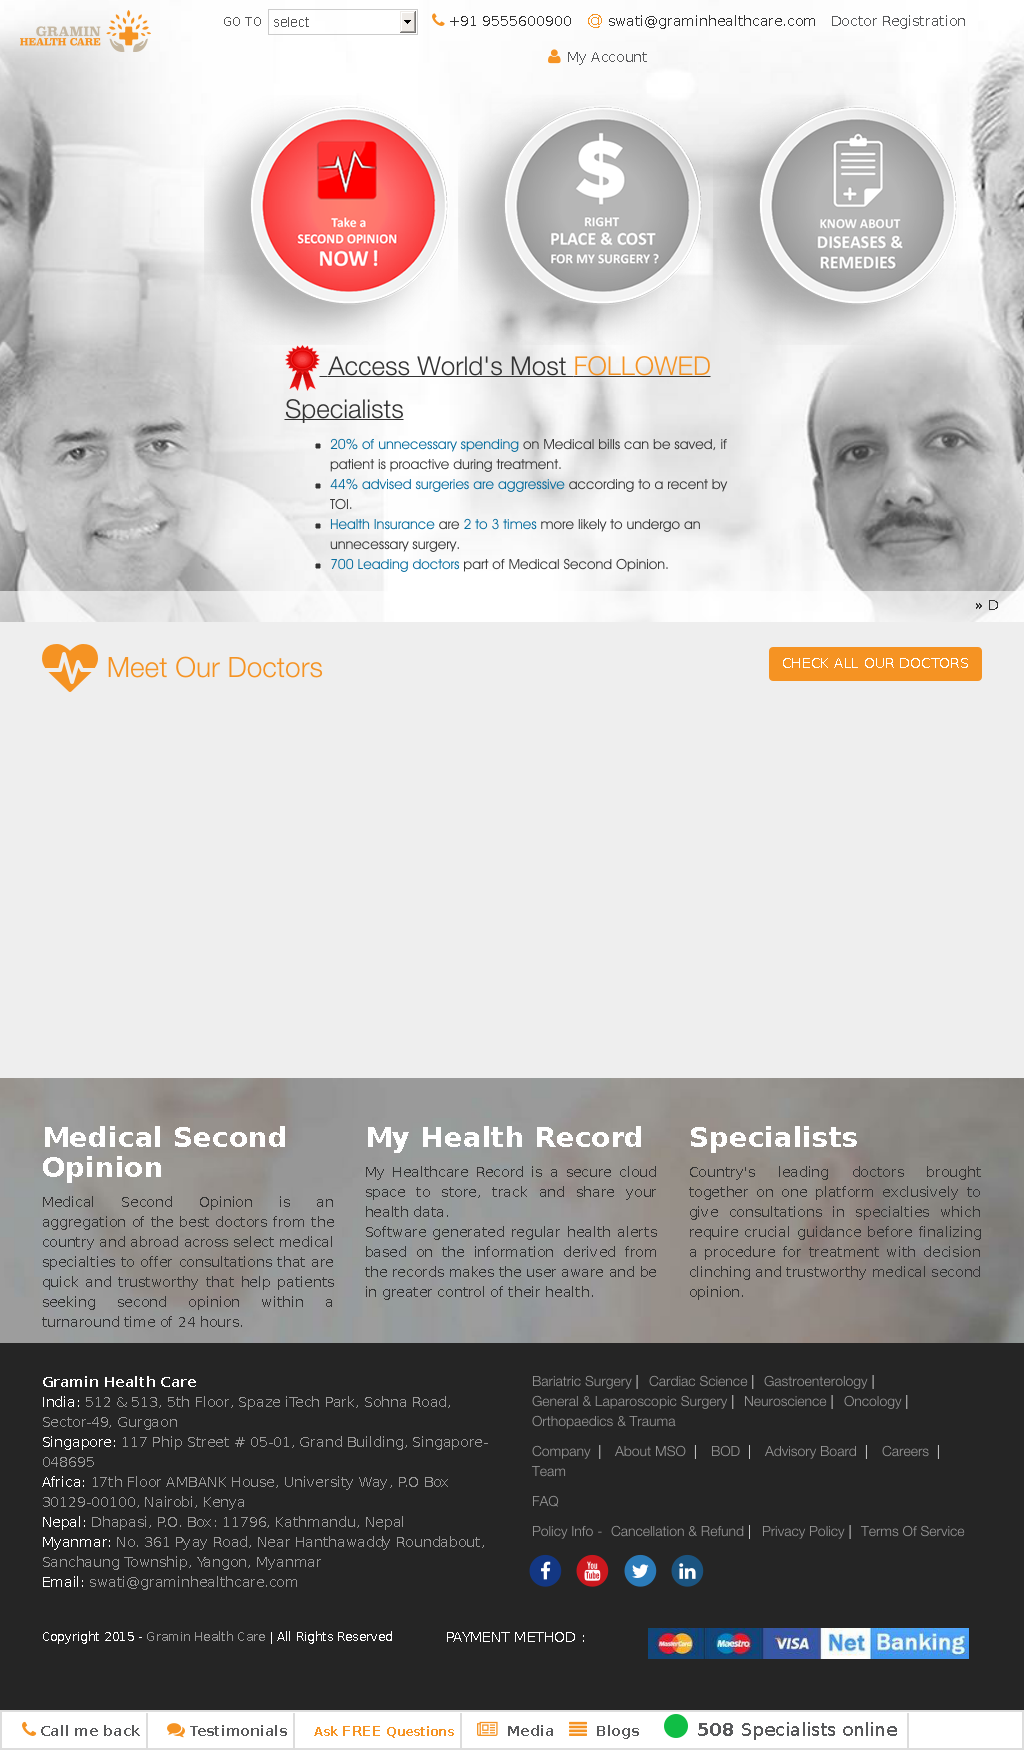 GRAMIN
HEALTH CARE
GO TO select +91 9555600900 @ swati@graminhealthcare.com Doctor Registration
My Account
Take a
SECOND OPINION
NOW !
$
RIGHT
PLACE & COST
FOR MY SURGERY ?
KNOW ABOUT
DISEASES &
REMEDIES
Access World's Most FOLLOWED
Specialists
20% of unnecessary spending on Medical bills can be saved, if
patient is proactive during treatment.
44% advised surgeries are aggressive according to a recent by
TOI.
Health Insurance are 2 to 3 times more likely to undergo an
unnecessary surgery.
700 Leading doctors part of Medical Second Opinion.
» D
Meet Our Doctors
CHECK ALL OUR DOCTORS
Medical Second
Opinion
Medical Second Opinion is an
aggregation of the best doctors from the
country and abroad across select medical
specialties to offer consultations that are
quick and trustworthy that help patients
seeking second opinion within a
turnaround time of 24 hours.
My Health Record
My Healthcare Record is a secure cloud
space to store, track and share your
health data.
Software generated regular health alerts
based on the information derived from
the records makes the user aware and be
in greater control of their health.
Specialists
Country's leading doctors brought
together on one platform exclusively to
give consultations in specialties which
require crucial guidance before finalizing
a procedure for treatment with decision
clinching and trustworthy medical second
opinion.
Gramin Health Care
India: 512 & 513, 5th Floor, Spaze iTech Park, Sohna Road,
Sector-49, Gurgaon
Singapore: 117 Phip Street # 05-01, Grand Building, Singapore-
048695
Africa: 17th Floor AMBANK House, University Way, P.O Box
30129-00100, Nairobi, Kenya
Nepal: Dhapasi, P.O. Box: 11796, Kathmandu, Nepal
Myanmar: No. 361 Pyay Road, Near Hanthawaddy Roundabout,
Sanchaung Township, Yangon, Myanmar
Email: swati@graminhealthcare.com
Bariatric Surgery | Cardiac Science | Gastroenterology |
General & Laparoscopic Surgery | Neuroscience | Oncology |
Orthopaedics & Trauma
Company | About MSO | BOD | Advisory Board | Careers |
Team
FAQ
Policy Info - Cancellation & Refund | Privacy Policy | Terms Of Service
f You Tube in
Copyright 2015 - Gramin Health Care | All Rights Reserved
PAYMENT METHOD :
MasterCard Maestro VISA Net Banking
Call me back Testimonials Ask FREE Questions Media Blogs 508 Specialists online